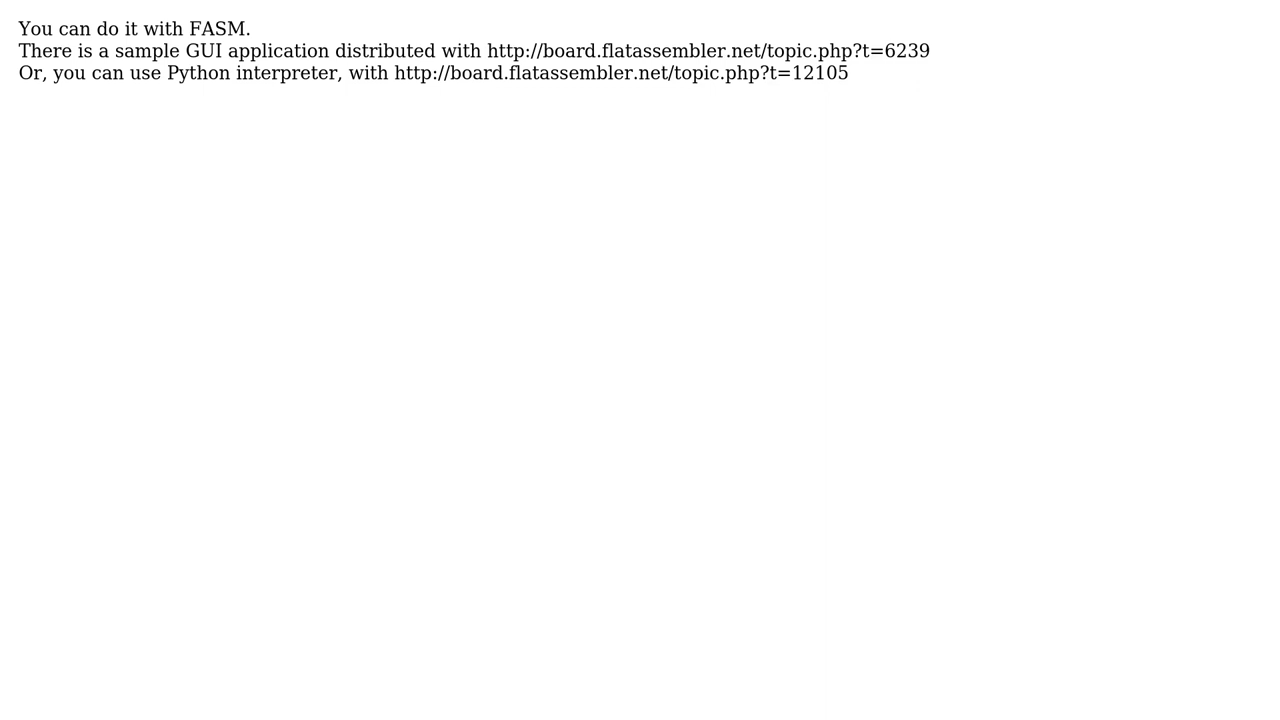 You can do it with FASM.
There is a sample GUI application distributed with http://board.flatassembler.net/topic.php?t=6239
Or, you can use Python interpreter, with http://board.flatassembler.net/topic.php?t=12105